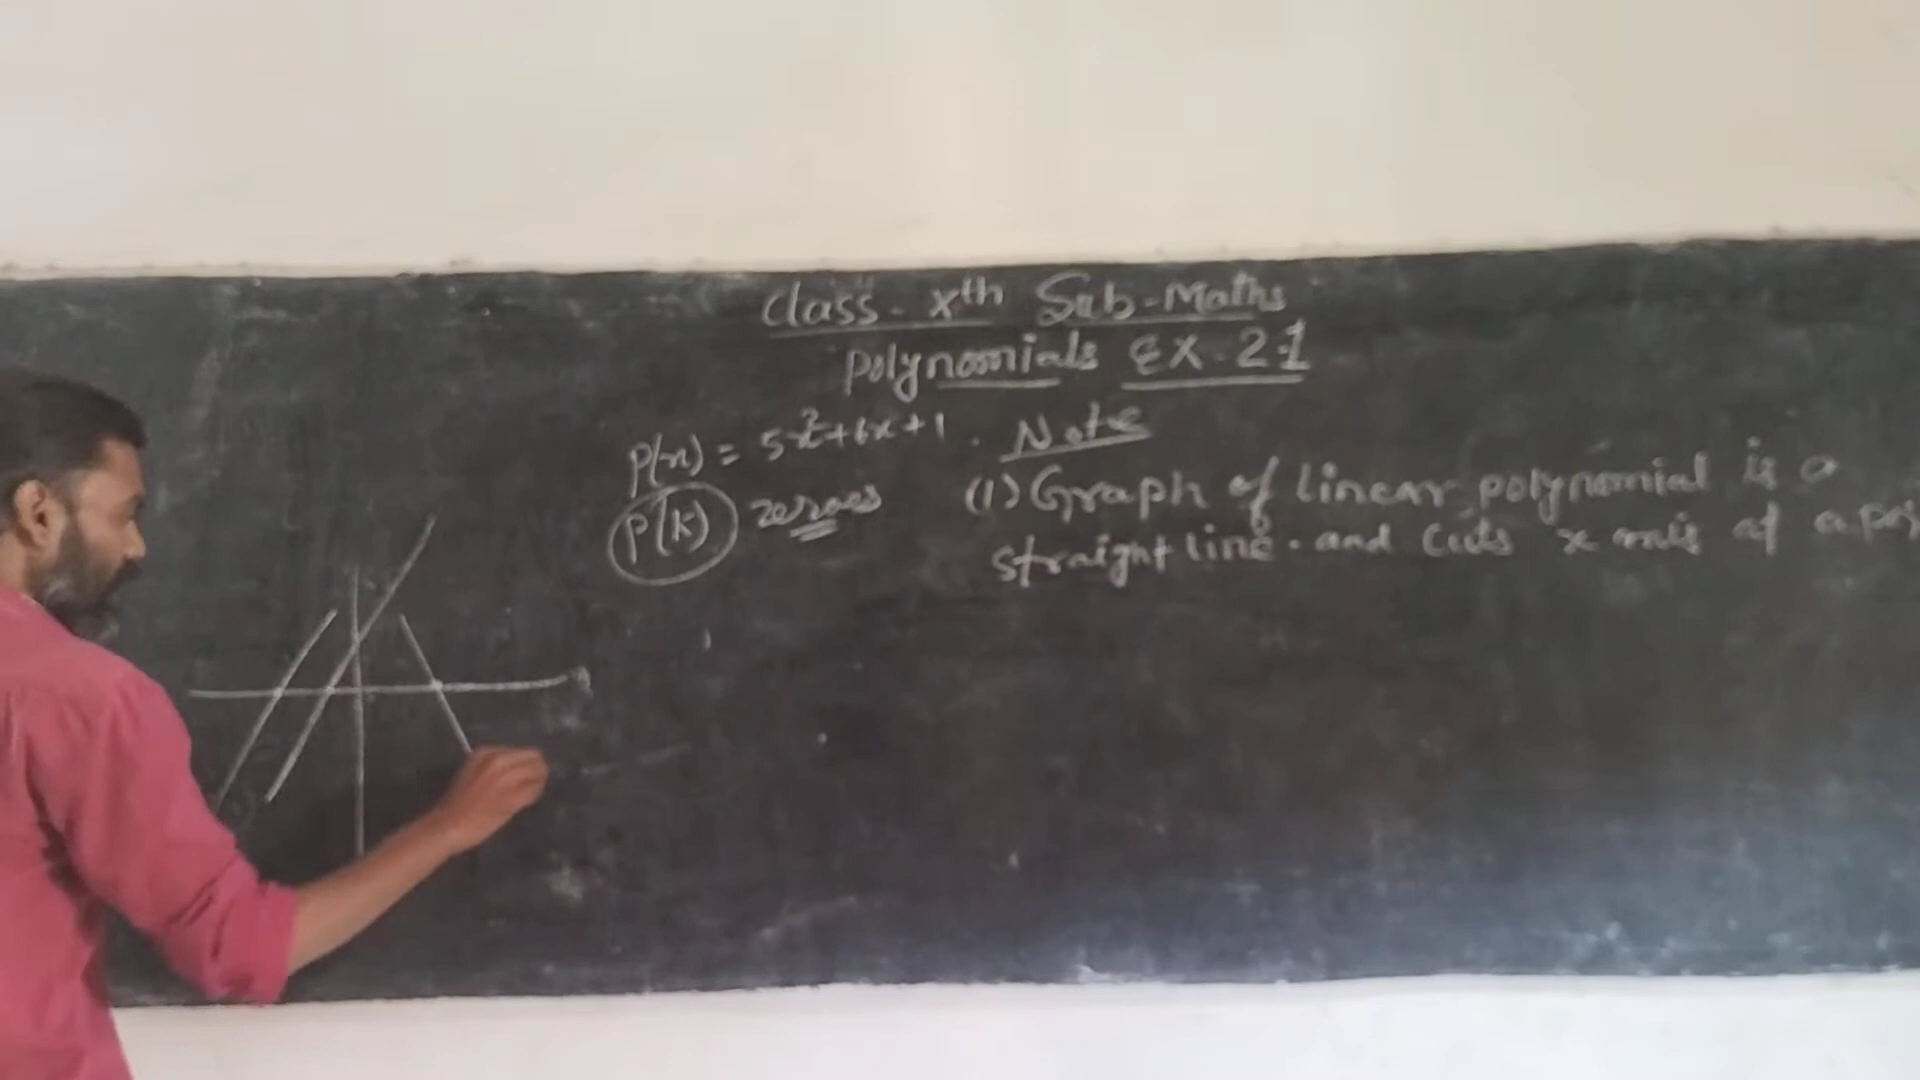 Class - Xth Sub - Maths
Polynomials EX - 2.1
P(x) = 5x²+6x+1 . Note
P(k) zeroes
(1) Graph of linear polynomial is a
straight line . and cuts x axis at a